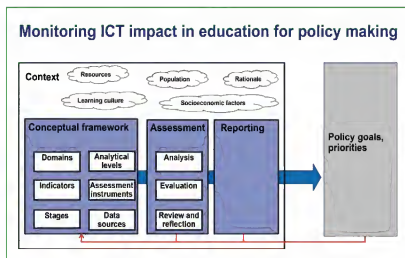 Monitoring ICT impact in education for policy making
Context
Resources
Population
Rationale
Learning culture
Socioeconomic factors
Conceptual framework
Assessment
Reporting
Policy goals,
priorities
Domains
Analytical
levels
Analysis
Indicators
Assessment
instruments
Evaluation
Stages
Data
sources
Review and
reflection